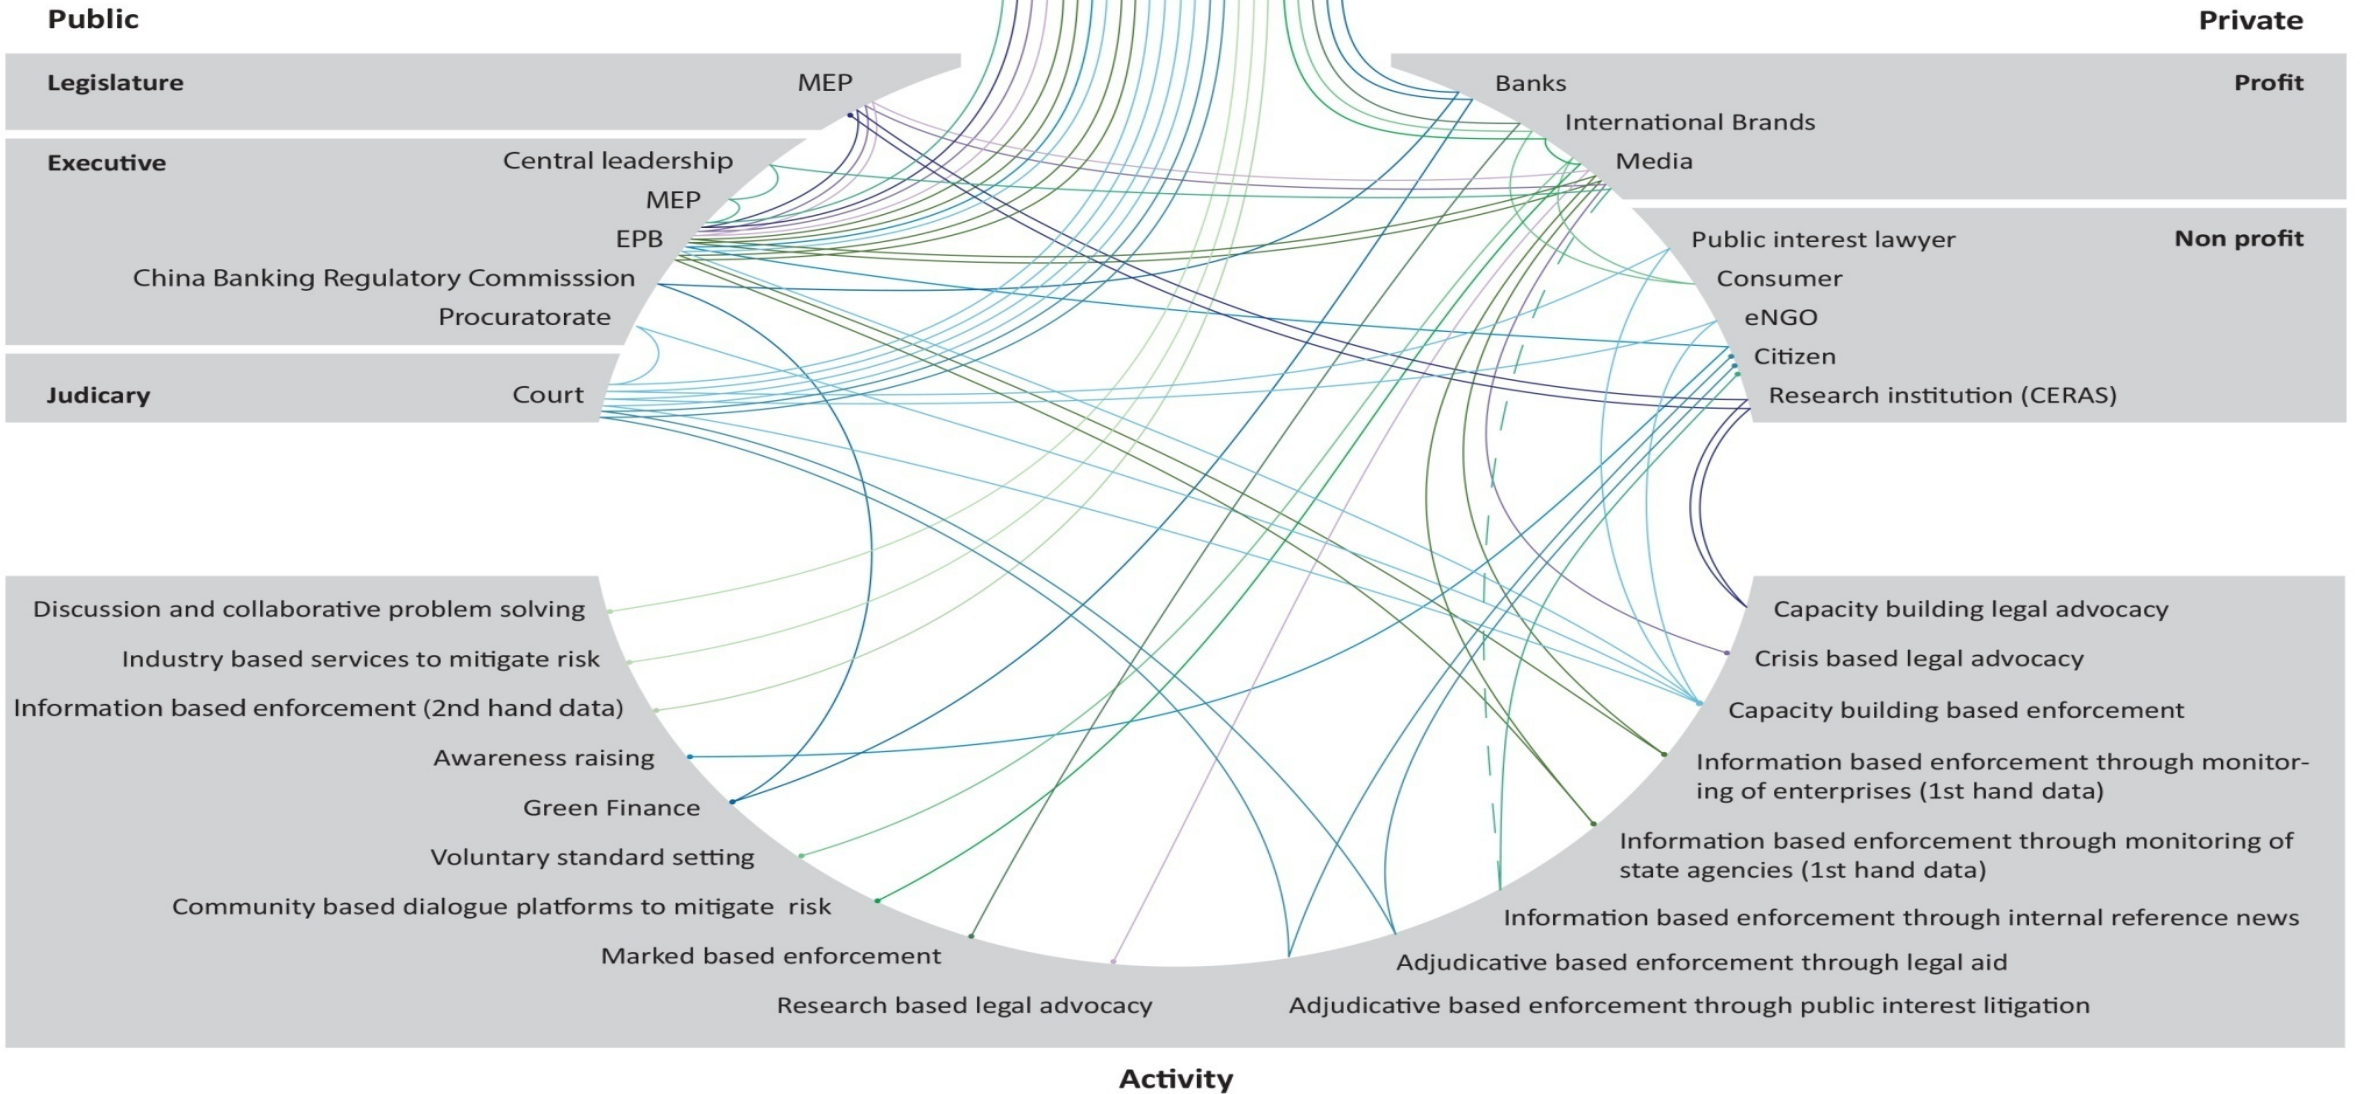 Public
Private
Legislature
MEP
Banks
Profit
International Brands
Executive
Central leadership
Media
MEP
EPB
Public interest lawyer
Non profit
China Banking Regulatory Commisssion
Consumer
Procuratorate
eNGO
Citizen
Judicary
Court
Research institution (CERAS)
Discussion and collaborative problem solving
Industry based services to mitigate risk
Information based enforcement (2nd hand data)
Awareness raising
Green Finance
Voluntary standard setting
Community based dialogue platforms to mitigate risk
Marked based enforcement
Research based legal advocacy
Capacity building legal advocacy
Crisis based legal advocacy
Capacity building based enforcement
Information based enforcement through monitor-
ing of enterprises (1st hand data)
Information based enforcement through monitoring of
state agencies (1st hand data)
Information based enforcement through internal reference news
Adjudicative based enforcement through legal aid
Adjudicative based enforcement through public interest litigation
Activity